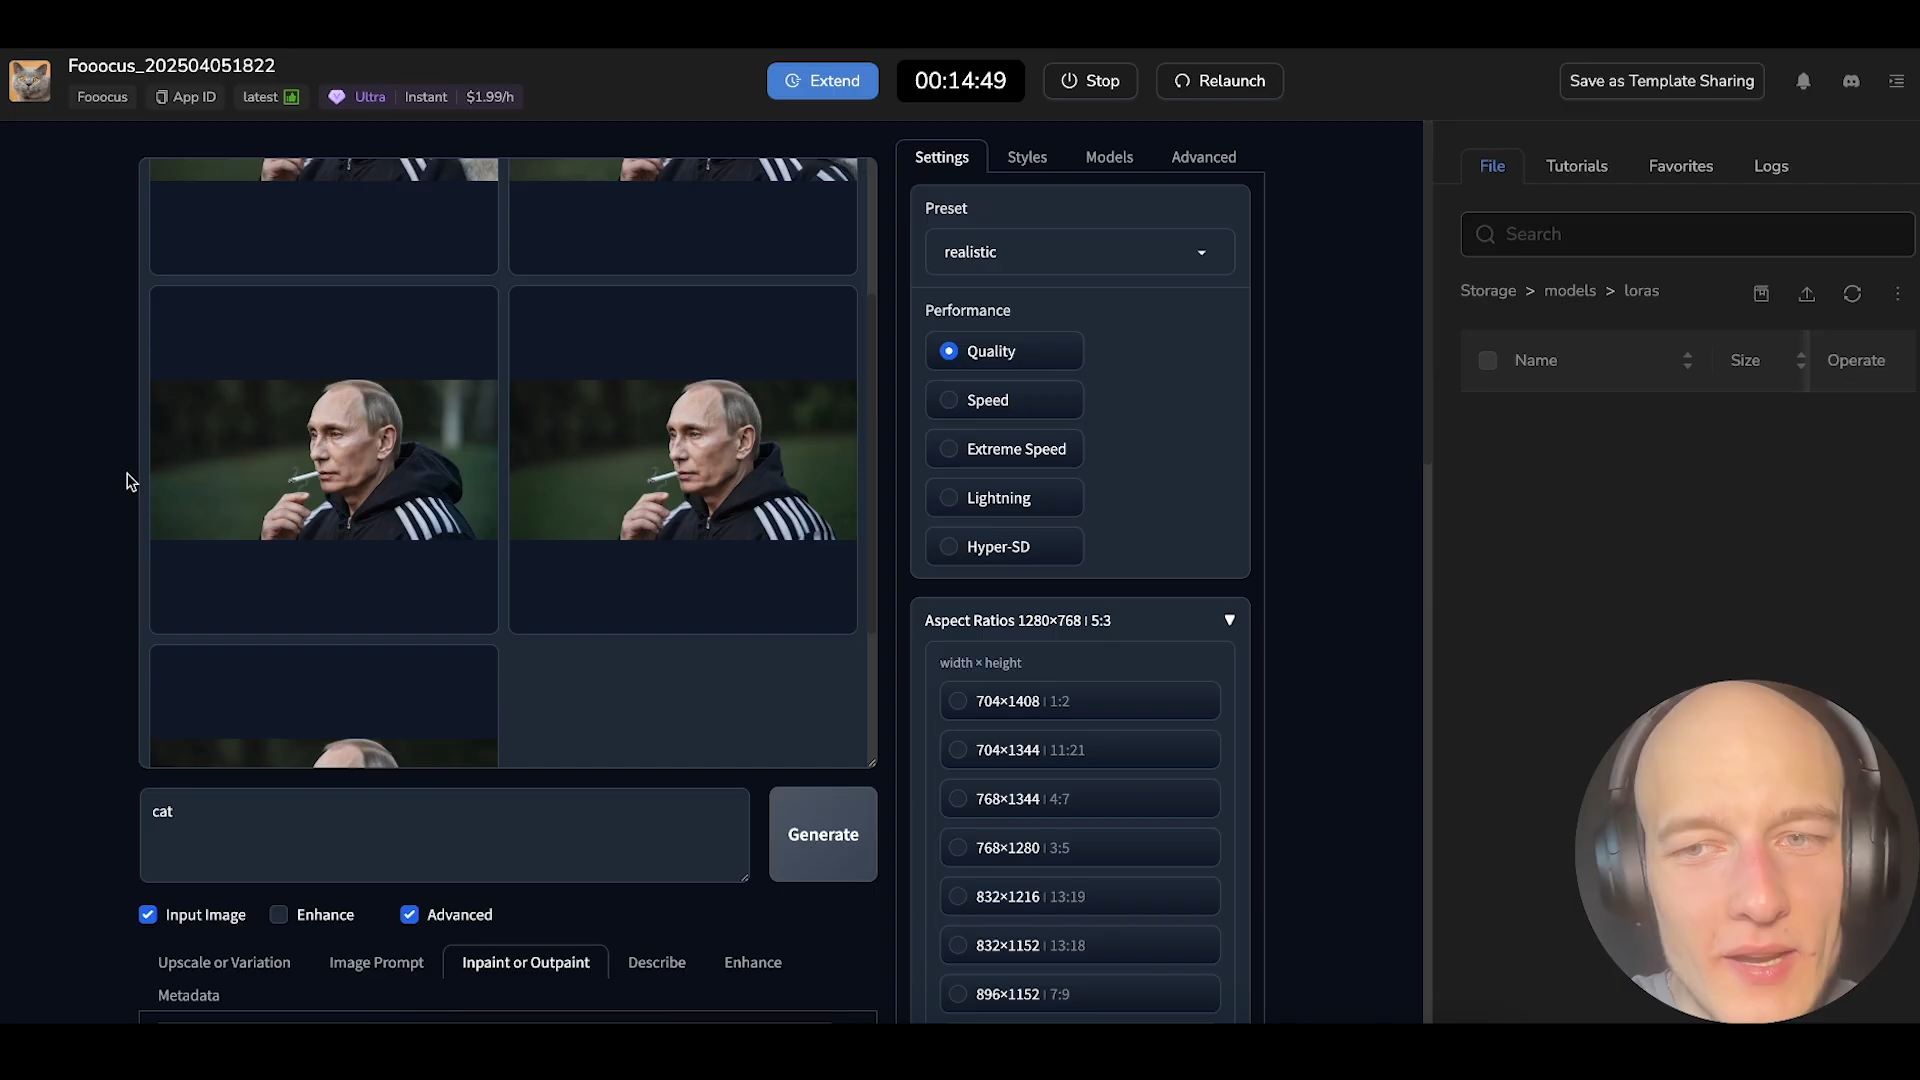 Fooocus_202504051822
Fooocus App ID latest Ultra Instant $1.99/h
Extend 00:14:49 Stop Relaunch Save as Template Sharing
Settings Styles Models Advanced
Preset
realistic
Performance
Quality
Speed
Extreme Speed
Lightning
Hyper-SD
Aspect Ratios 1280×768 | 5:3
width × height
704×1408 | 1:2
704×1344 | 11:21
768×1344 | 4:7
768×1280 | 3:5
832×1216 | 13:19
832×1152 | 13:18
896×1152 | 7:9
cat
Generate
Input Image Enhance Advanced
Upscale or Variation Image Prompt Inpaint or Outpaint Describe Enhance
Metadata
File Tutorials Favorites Logs
Search
Storage > models > loras
Name Size Operate